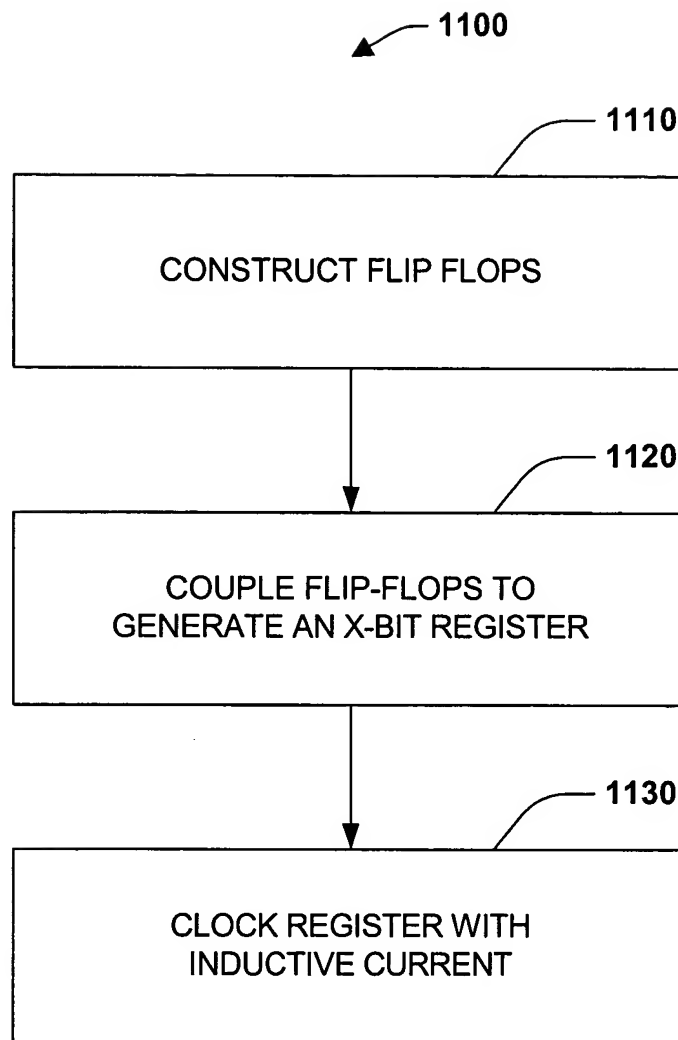 1100
1110
CONSTRUCT FLIP FLOPS
1120
COUPLE FLIP-FLOPS TO
GENERATE AN X-BIT REGISTER
1130
CLOCK REGISTER WITH
INDUCTIVE CURRENT